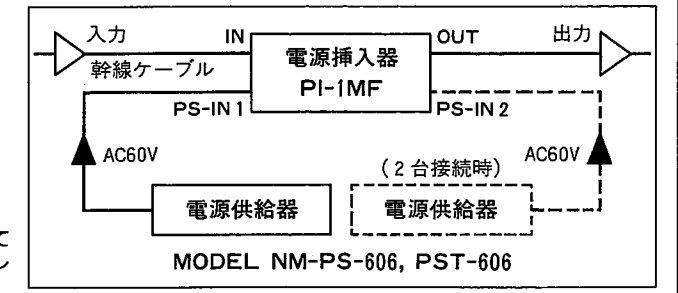 入力
IN
電源挿入器
PI-1MF
OUT
出力
幹線ケーブル
PS-IN 1
PS-IN 2
AC60V
(2台接続時)
AC60V
電源供給器
電源供給器
MODEL NM-PS-606, PST-606
て
し